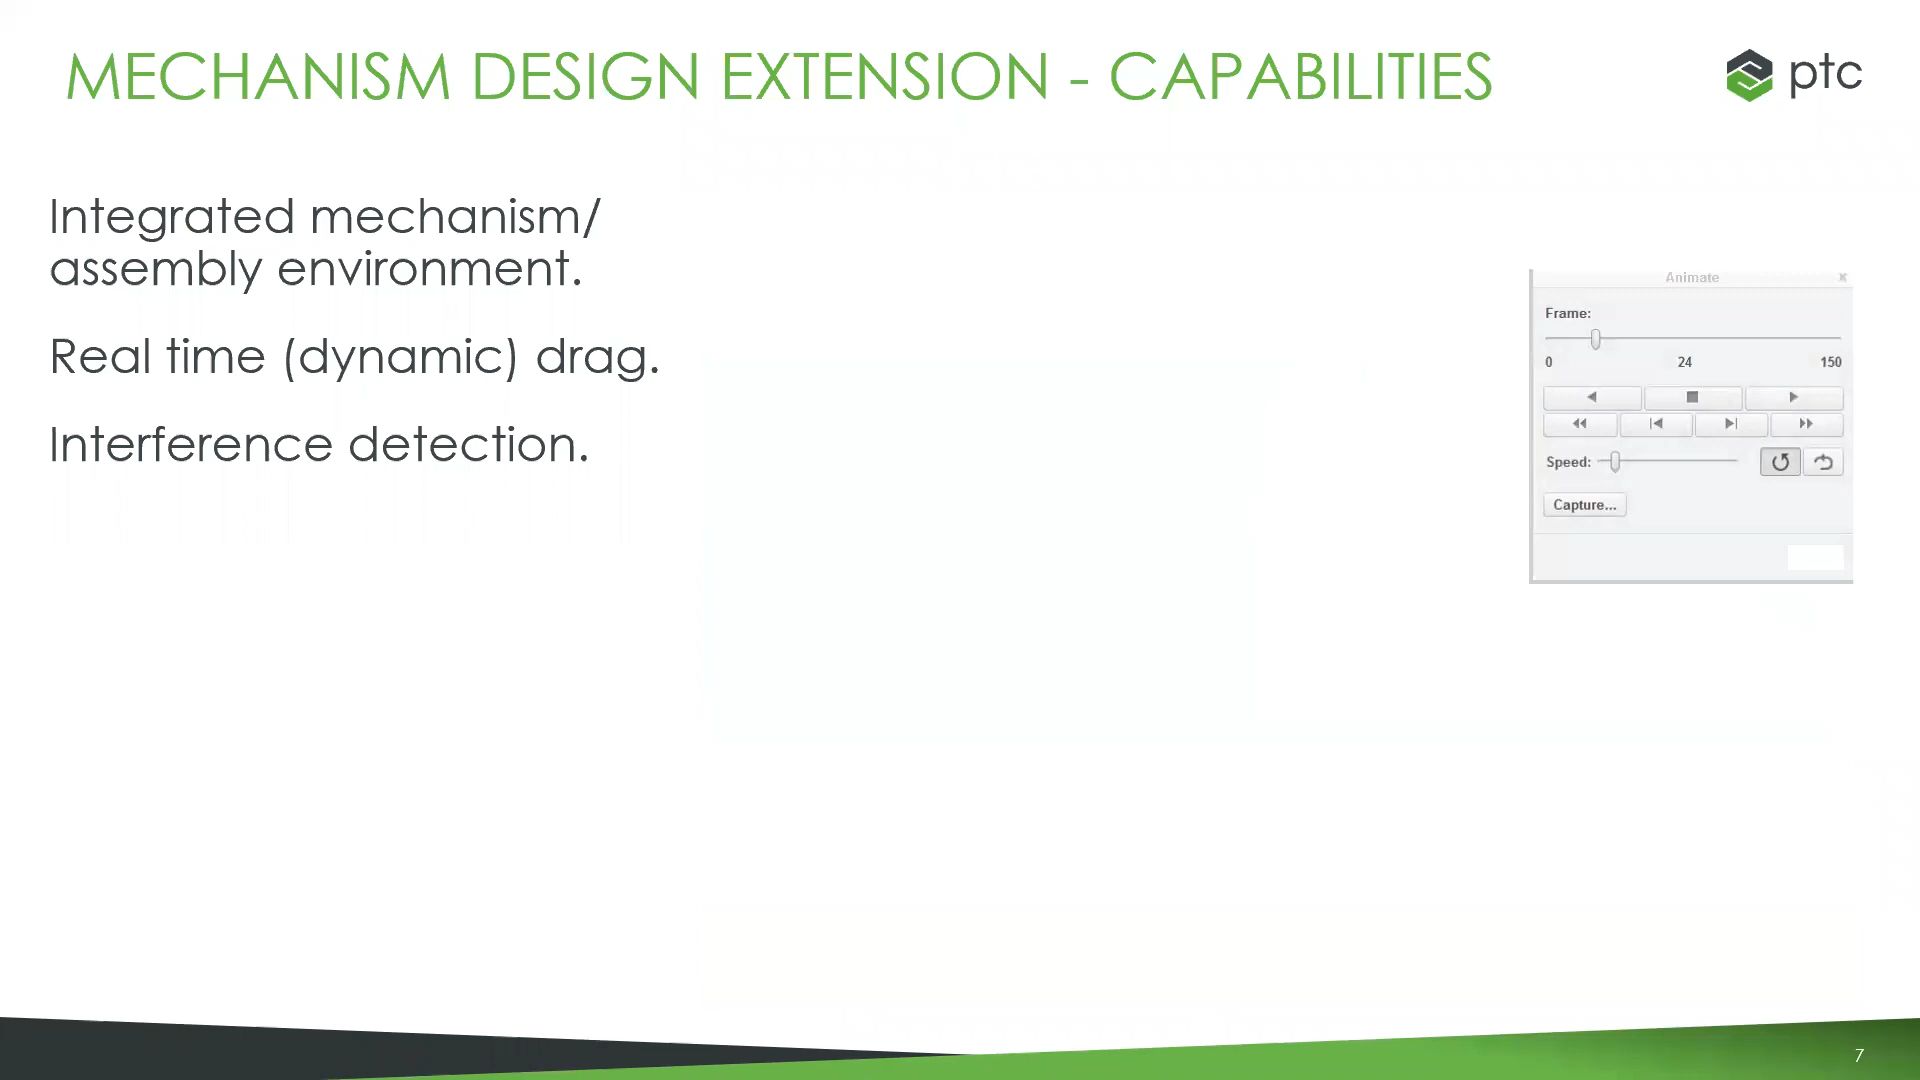 MECHANISM DESIGN EXTENSION - CAPABILITIES
ptc
Integrated mechanism/
assembly environment.
Real time (dynamic) drag.
Interference detection.
Animate
Frame:
0 24 150
Speed:
Capture...
7